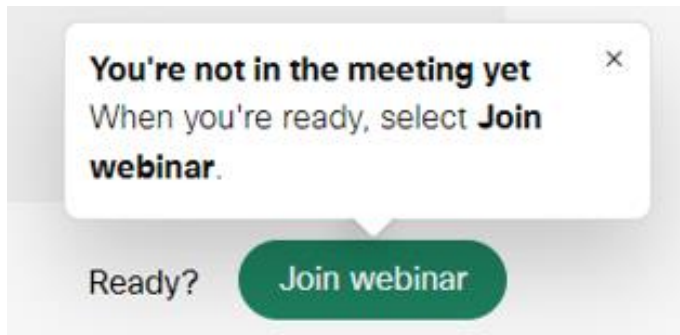 You're not in the meeting yet
When you're ready, select Join
webinar.
Ready?
Join webinar